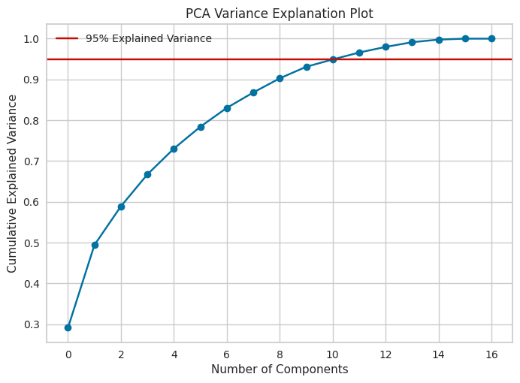 PCA Variance Explanation Plot
95% Explained Variance
Cumulative Explained Variance
1.0
0.9
0.8
0.7
0.6
0.5
0.4
0.3
0 2 4 6 8 10 12 14 16
Number of Components